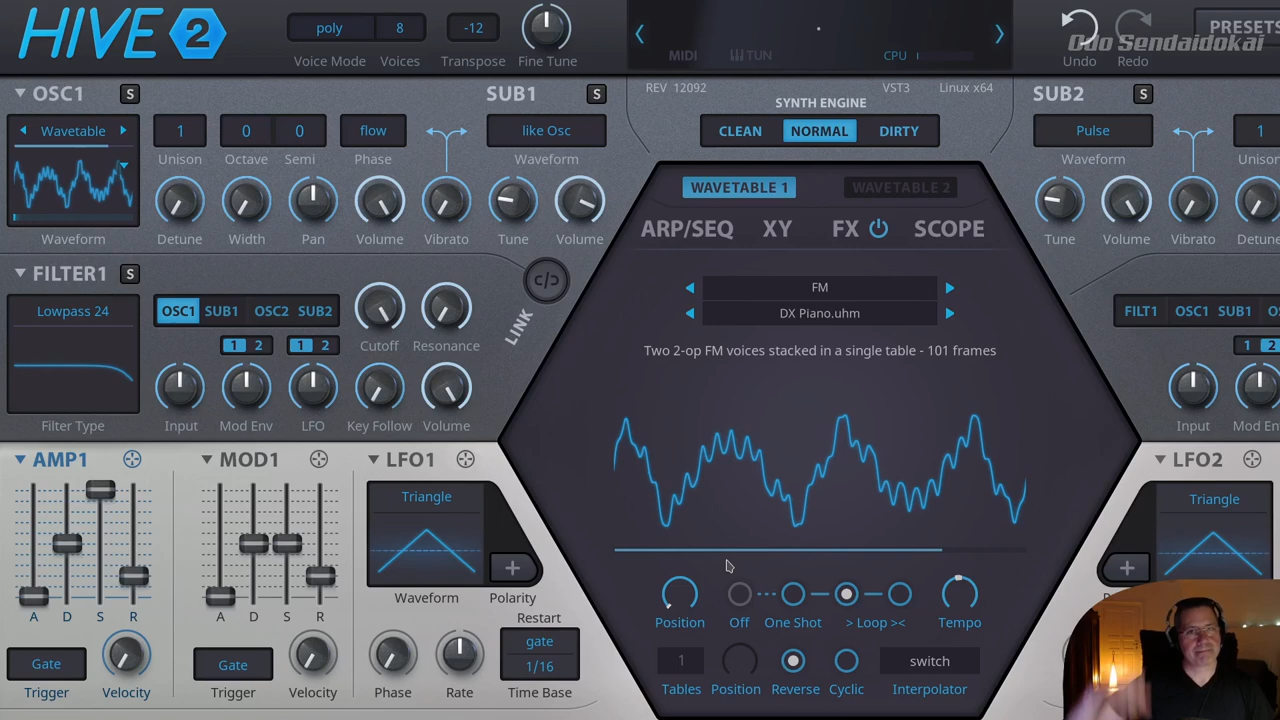 HIVE 2
poly 8 -12
Voice Mode Voices Transpose Fine Tune
MIDI TUN CPU
Undo Redo
PRESETS
Odo Sendaidokai
OSC1 S
Wavetable
Waveform
1 0 0 flow
Unison Octave Semi Phase
Detune Width Pan Volume Vibrato
SUB1 S
like Osc
Waveform
Tune Volume
REV 12092 VST3 Linux x64
SYNTH ENGINE
CLEAN NORMAL DIRTY
SUB2 S
Pulse 1
Waveform Unison
Tune Volume Vibrato Detune
WAVETABLE 1 WAVETABLE 2
ARP/SEQ XY FX SCOPE
FM
DX Piano.uhm
Two 2-op FM voices stacked in a single table - 101 frames
FILTER1 S
Lowpass 24
Filter Type
OSC1 SUB1 OSC2 SUB2
1 2 1 2
Cutoff Resonance
Input Mod Env LFO Key Follow Volume
LINK
FILT1 OSC1 SUB1
1 2
Input Mod Env
AMP1
A D S R
Gate
Trigger Velocity
MOD1
A D S R
Gate
Trigger Velocity
LFO1
Triangle
Waveform Polarity
Restart
gate
1/16
Phase Rate Time Base
Position Off One Shot > Loop >< Tempo
1 switch
Tables Position Reverse Cyclic Interpolator
LFO2
Triangle